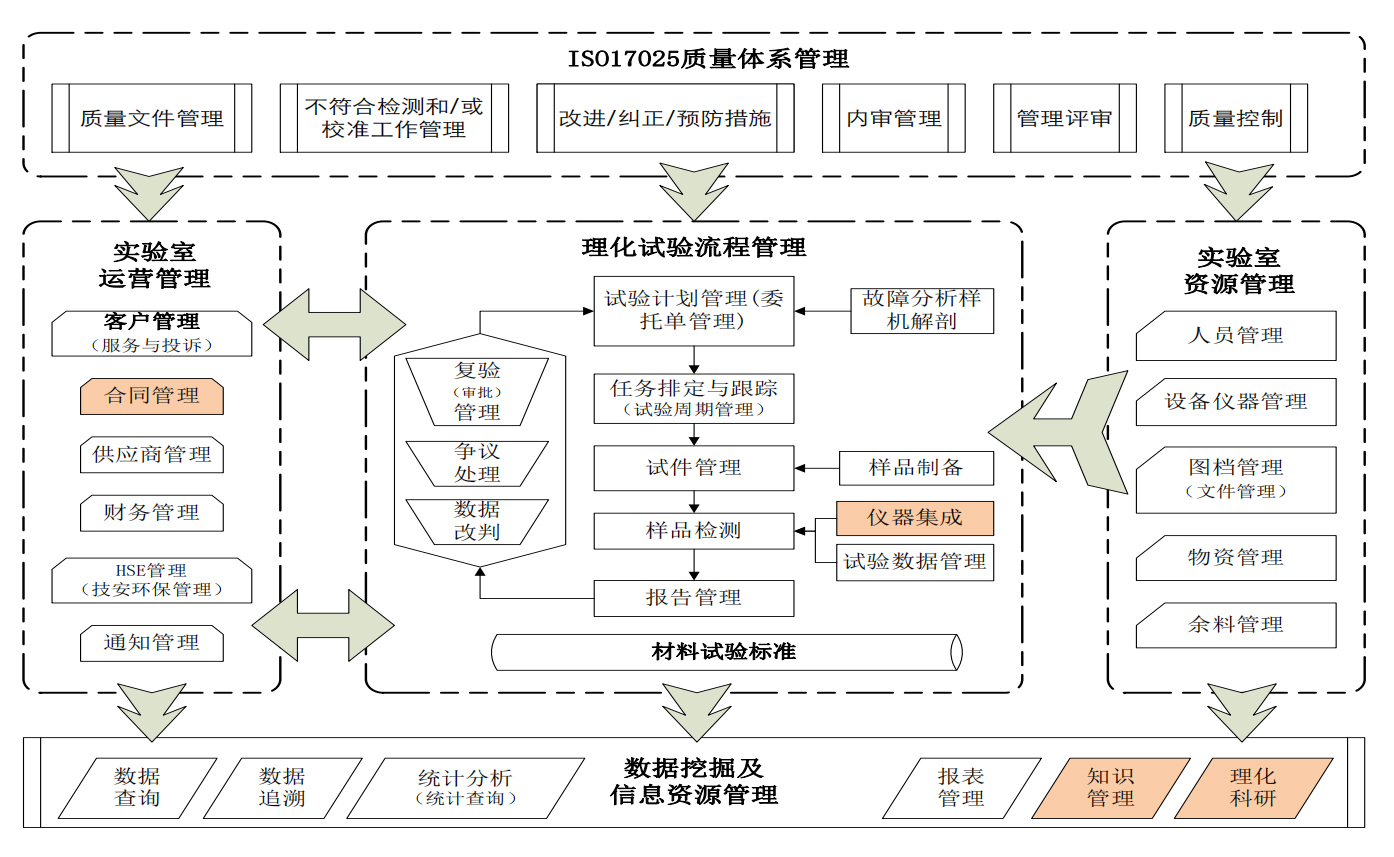 ISO17025质量体系管理
质量文件管理
不符合检测和/或
校准工作管理
改进/纠正/预防措施
内审管理
管理评审
质量控制
实验室
运营管理
客户管理
（服务与投诉）
合同管理
供应商管理
财务管理
HSE管理
（技安环保管理）
通知管理
理化试验流程管理
试验计划管理(委
托单管理)
故障分析样
机解剖
复验
（审批）
管理
争议
处理
数据
改判
任务排定与跟踪
（试验周期管理）
试件管理
样品制备
样品检测
仪器集成
试验数据管理
报告管理
材料试验标准
实验室
资源管理
人员管理
设备仪器管理
图档管理
（文件管理）
物资管理
余料管理
数据
查询
数据
追溯
统计分析
（统计查询）
数据挖掘及
信息资源管理
报表
管理
知识
管理
理化
科研